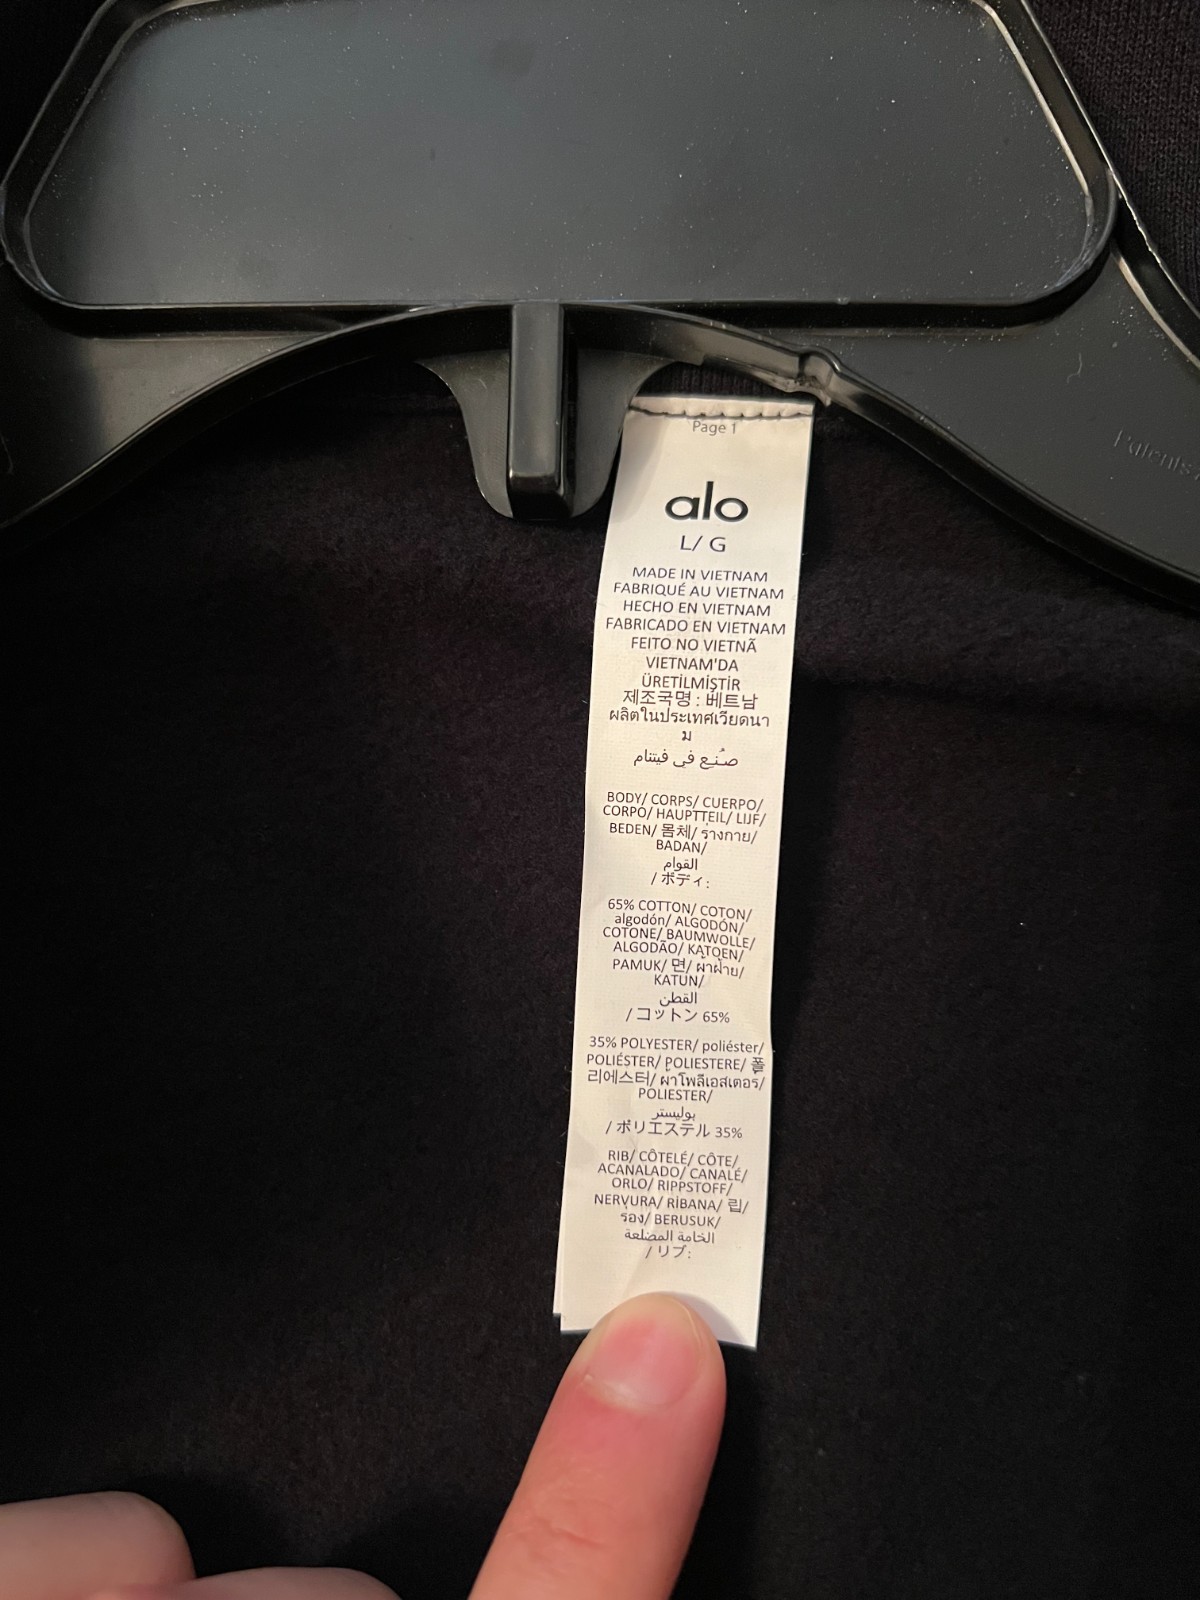 Patents
Page 1
alo
L/ G
MADE IN VIETNAM
FABRIQUÉ AU VIETNAM
HECHO EN VIETNAM
FABRICADO EN VIETNAM
FEITO NO VIETNÃ
VIETNAM'DA
ÜRETİLMİŞTİR
제조국명 : 베트남
ผลิตในประเทศเวียดนา
ม
صُنع في فيتنام
BODY/ CORPS/ CUERPO/
CORPO/ HAUPTTEIL/ LIJF/
BEDEN/ 몸체/ ร่างกาย/
BADAN/
القوام
/ ボディ:
65% COTTON/ COTON/
algodón/ ALGODÓN/
COTONE/ BAUMWOLLE/
ALGODÃO/ KATOEN/
PAMUK/ 면/ ผ้าฝ้าย/
KATUN/
القطن
/ コットン 65%
35% POLYESTER/ poliéster/
POLIÉSTER/ POLIESTERE/ 폴
리에스터/ ผ้าโพลีเอสเตอร์/
POLIESTER/
بوليستر
/ ポリエステル 35%
RIB/ CÔTELÉ/ CÔTE/
ACANALADO/ CANALÉ/
ORLO/ RIPPSTOFF/
NERVURA/ RİBANA/ 립/
รอง/ BERUSUK/
الخامة المضلعة
/ リブ: